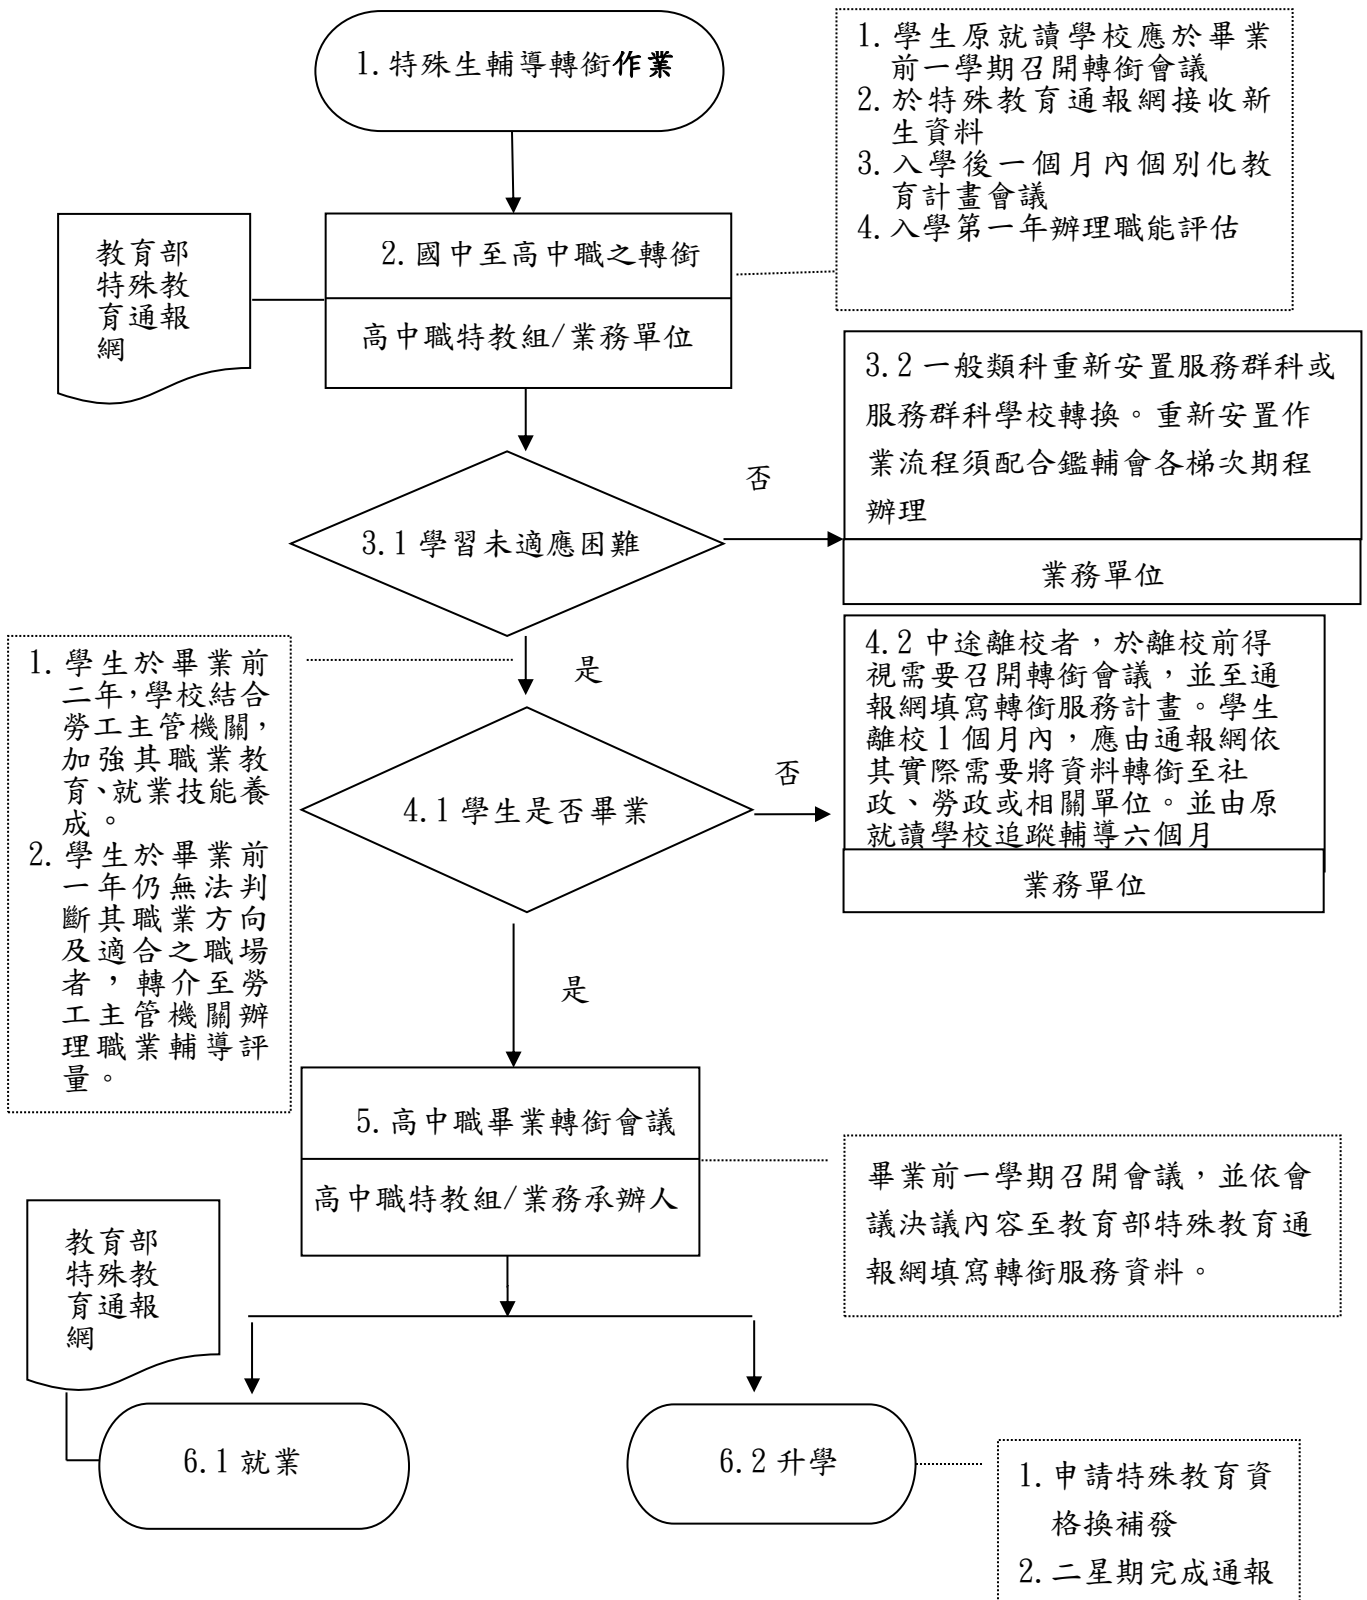 1.特殊生輔導轉銜作業
1.學生原就讀學校應於畢業
前一學期召開轉銜會議
2.於特殊教育通報網接收新
生資料
3.入學後一個月內個別化教
育計畫會議
4.入學第一年辦理職能評估
教育部
特殊教
育通報
網
2.國中至高中職之轉銜
高中職特教組/業務單位
3.1 學習未適應困難
否
3.2 一般類科重新安置服務群科或
服務群科學校轉換。重新安置作
業流程須配合鑑輔會各梯次期程
辦理
業務單位
是
1.學生於畢業前
二年,學校結合
勞工主管機關,
加強其職業教
育、就業技能養
成。
2.學生於畢業前
一年仍無法判
斷其職業方向
及適合之職場
者,轉介至勞
工主管機關辦
理職業輔導評
量。
4.1 學生是否畢業
否
4.2 中途離校者,於離校前得
視需要召開轉銜會議,並至通
報網填寫轉銜服務計畫。學生
離校 1 個月內,應由通報網依
其實際需要將資料轉銜至社
政、勞政或相關單位。並由原
就讀學校追蹤輔導六個月
業務單位
是
5.高中職畢業轉銜會議
高中職特教組/業務承辦人
畢業前一學期召開會議,並依會
議決議內容至教育部特殊教育通
報網填寫轉銜服務資料。
教育部
特殊教
育通報
網
6.1 就業
6.2 升學
1.申請特殊教育資
格換補發
2.二星期完成通報